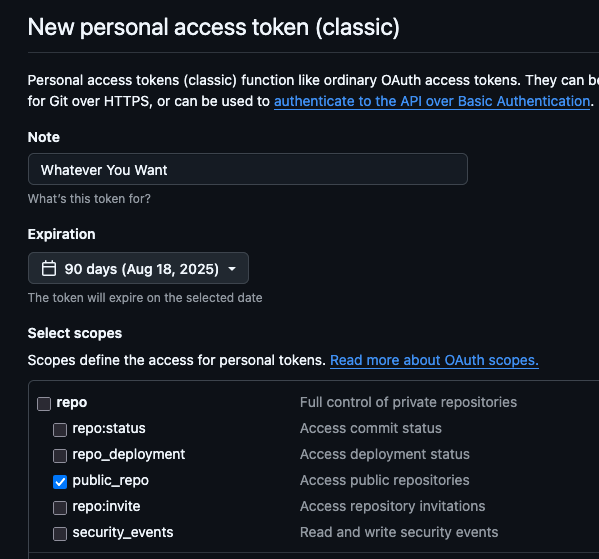 New personal access token (classic)
Personal access tokens (classic) function like ordinary OAuth access tokens. They can be
for Git over HTTPS, or can be used to authenticate to the API over Basic Authentication.
Note
Whatever You Want
What's this token for?
Expiration
90 days (Aug 18, 2025)
The token will expire on the selected date
Select scopes
Scopes define the access for personal tokens. Read more about OAuth scopes.
repo Full control of private repositories
repo:status Access commit status
repo_deployment Access deployment status
public_repo Access public repositories
repo:invite Access repository invitations
security_events Read and write security events